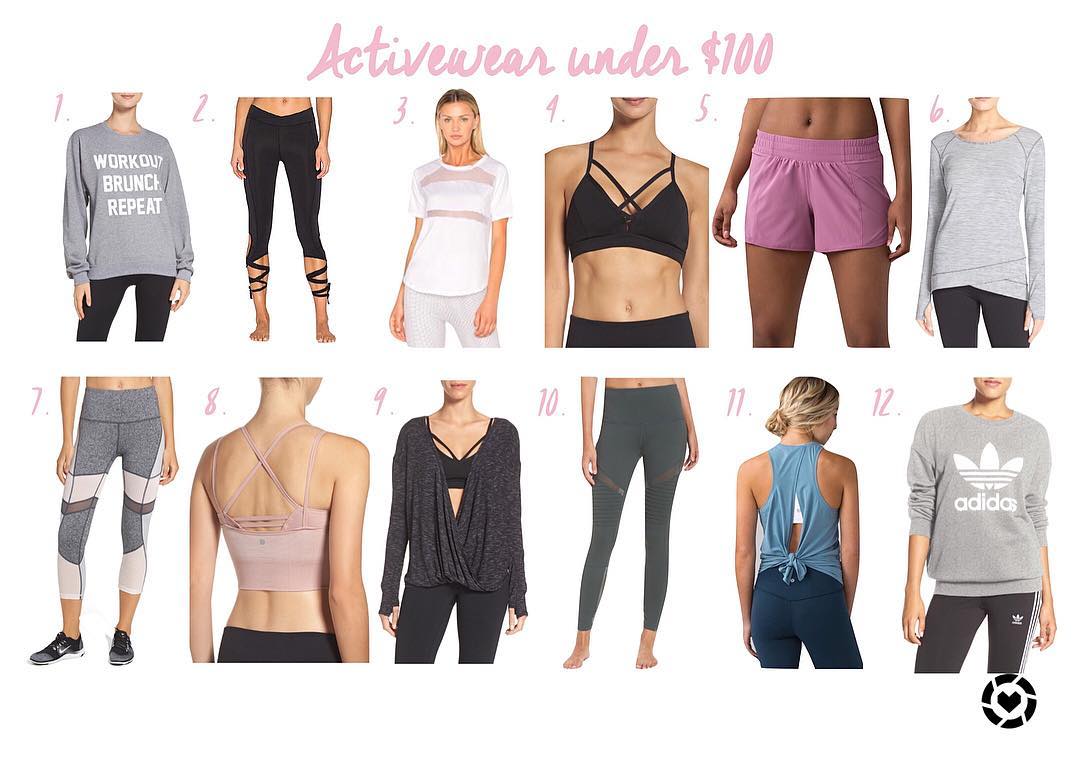 Activewear under $100
1. 2. 3. 4. 5. 6.
WORKOUT
BRUNCH
REPEAT
7. 8. 9. 10. 11. 12.
adidas